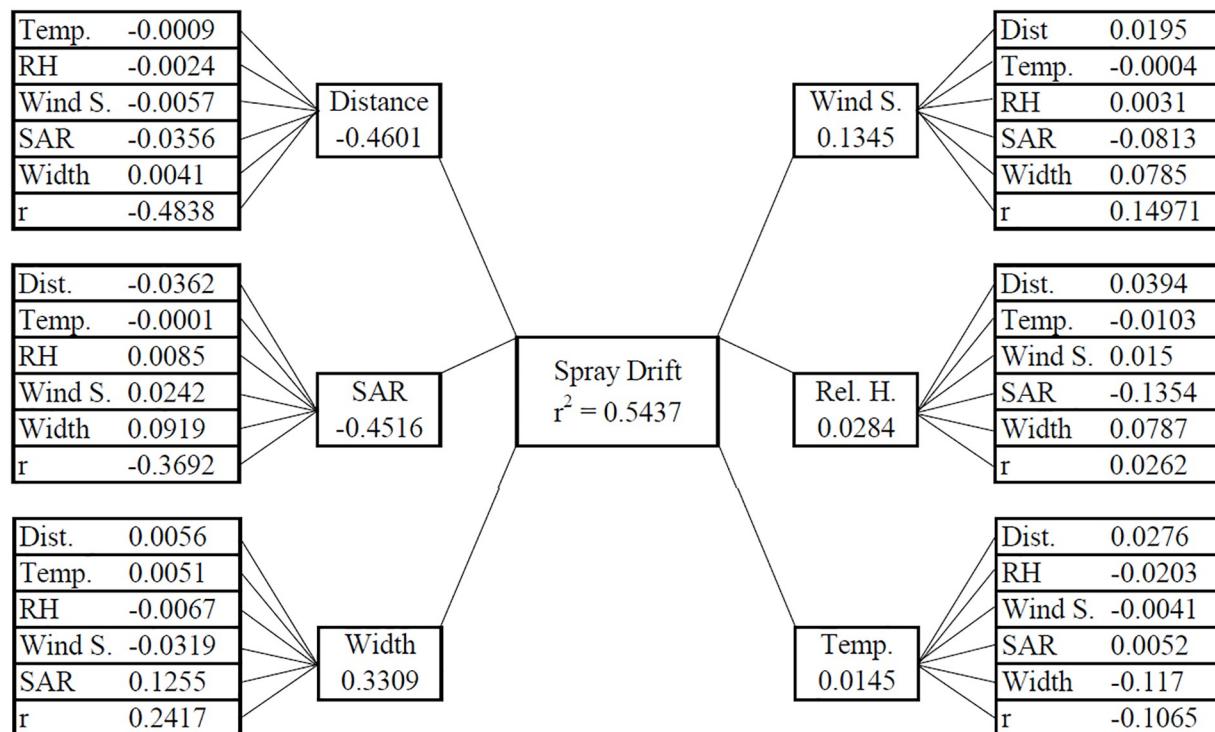 Temp. -0.0009
RH -0.0024
Wind S. -0.0057
SAR -0.0356
Width 0.0041
r -0.4838
Distance
-0.4601
Wind S.
0.1345
Dist 0.0195
Temp. -0.0004
RH 0.0031
SAR -0.0813
Width 0.0785
r 0.14971
Dist. -0.0362
Temp. -0.0001
RH 0.0085
Wind S. 0.0242
Width 0.0919
r -0.3692
SAR
-0.4516
Spray Drift
r² = 0.5437
Rel. H.
0.0284
Dist. 0.0394
Temp. -0.0103
Wind S. 0.015
SAR -0.1354
Width 0.0787
r 0.0262
Dist. 0.0056
Temp. 0.0051
RH -0.0067
Wind S. -0.0319
SAR 0.1255
r 0.2417
Width
0.3309
Temp.
0.0145
Dist. 0.0276
RH -0.0203
Wind S. -0.0041
SAR 0.0052
Width -0.117
r -0.1065